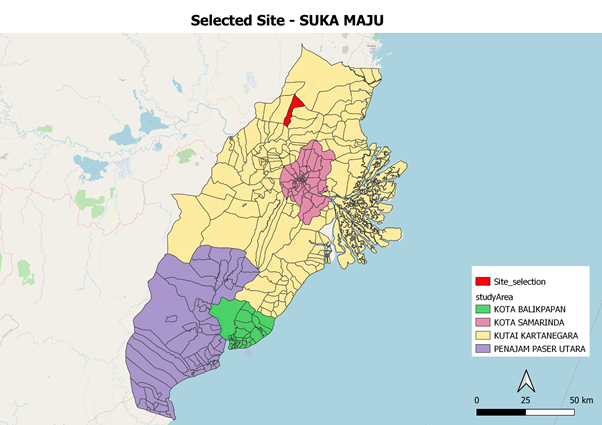 Selected Site - SUKA MAJU
Site_selection
studyArea
KOTA BALIKPAPAN
KOTA SAMARINDA
KUTAI KARTANEGARA
PENAJAM PASER UTARA
0 25 50 km